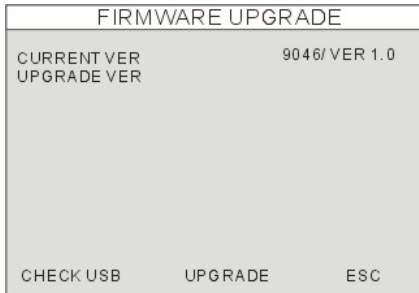 FIRMWARE UPGRADE
CURRENT VER 9046/ VER 1.0
UPGRADE VER
CHECK USB UPGRADE ESC